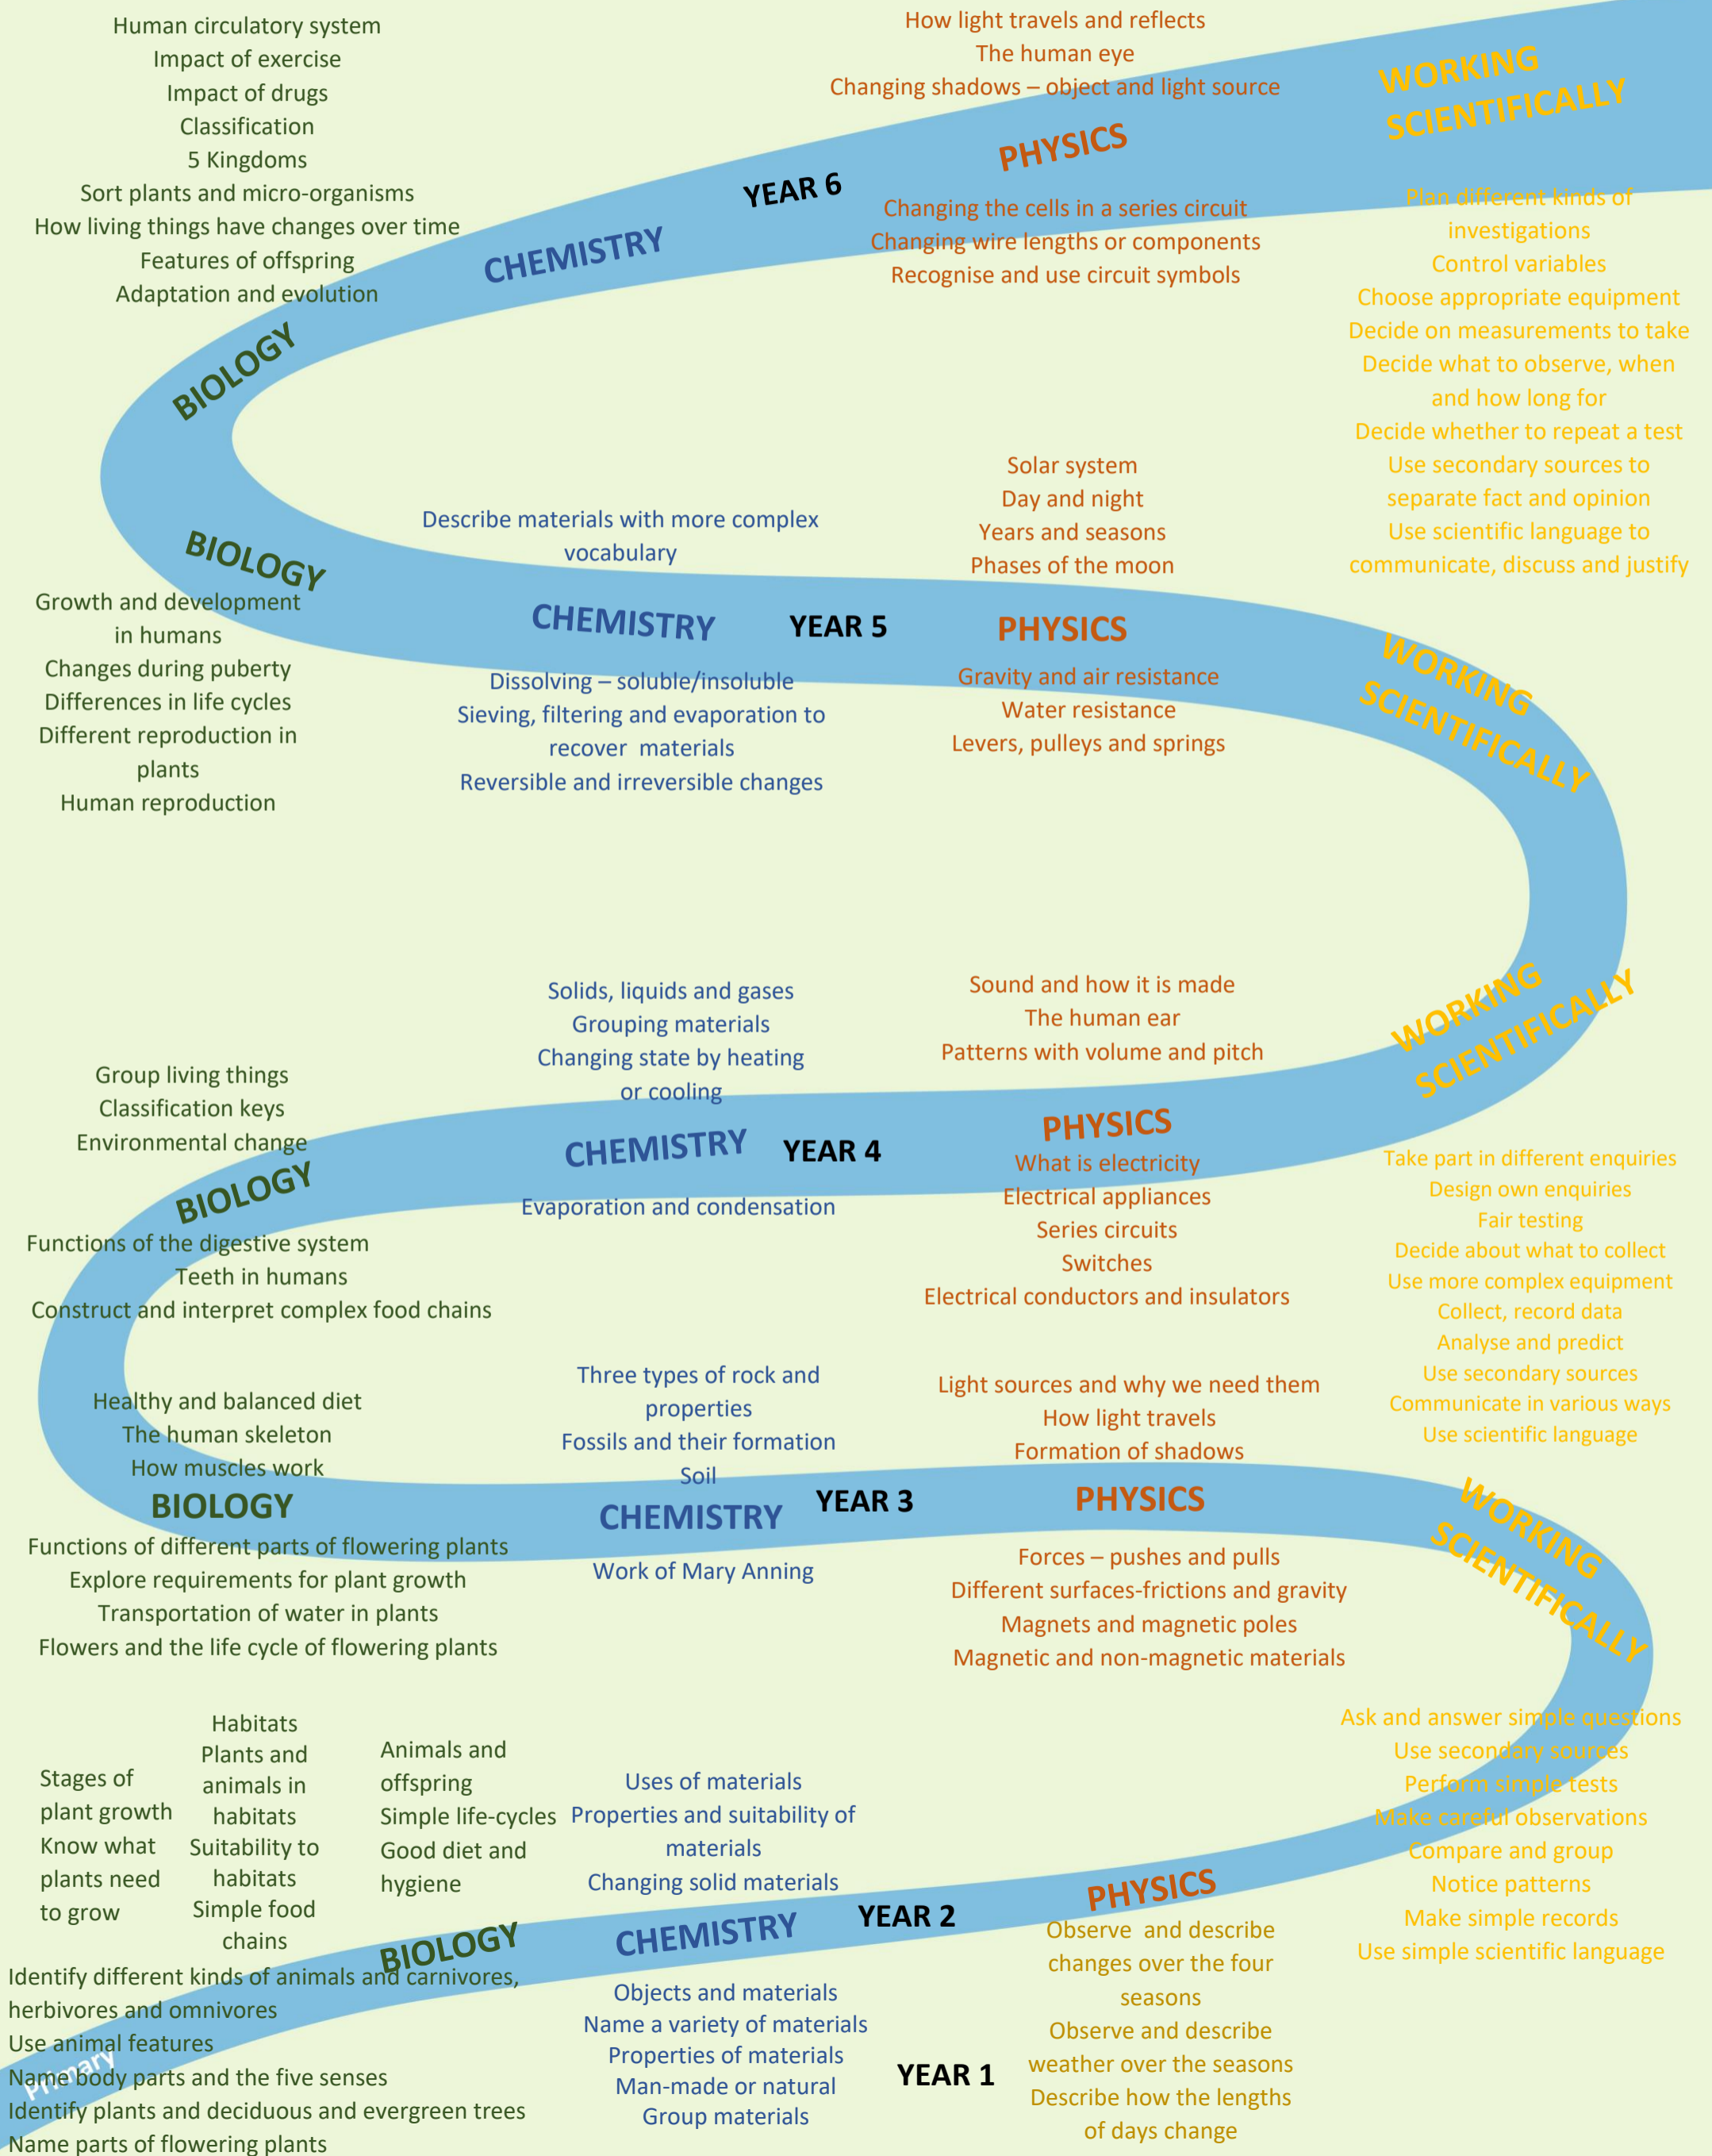 Human circulatory system
Impact of exercise
Impact of drugs
Classification
5 Kingdoms
Sort plants and micro-organisms
How living things have changes over time
Features of offspring
Adaptation and evolution
BIOLOGY
CHEMISTRY
YEAR 6
How light travels and reflects
The human eye
Changing shadows – object and light source
PHYSICS
Changing the cells in a series circuit
Changing wire lengths or components
Recognise and use circuit symbols
WORKING
SCIENTIFICALLY
Plan different kinds of
investigations
Control variables
Choose appropriate equipment
Decide on measurements to take
Decide what to observe, when
and how long for
Decide whether to repeat a test
Use secondary sources to
separate fact and opinion
Use scientific language to
communicate, discuss and justify
BIOLOGY
Growth and development
in humans
Changes during puberty
Differences in life cycles
Different reproduction in
plants
Human reproduction
Describe materials with more complex
vocabulary
CHEMISTRY
Dissolving – soluble/insoluble
Sieving, filtering and evaporation to
recover materials
Reversible and irreversible changes
YEAR 5
Solar system
Day and night
Years and seasons
Phases of the moon
PHYSICS
Gravity and air resistance
Water resistance
Levers, pulleys and springs
WORKING
SCIENTIFICALLY
Group living things
Classification keys
Environmental change
BIOLOGY
Functions of the digestive system
Teeth in humans
Construct and interpret complex food chains
Solids, liquids and gases
Grouping materials
Changing state by heating
or cooling
CHEMISTRY
Evaporation and condensation
YEAR 4
Sound and how it is made
The human ear
Patterns with volume and pitch
PHYSICS
What is electricity
Electrical appliances
Series circuits
Switches
Electrical conductors and insulators
WORKING
SCIENTIFICALLY
Take part in different enquiries
Design own enquiries
Fair testing
Decide about what to collect
Use more complex equipment
Collect, record data
Analyse and predict
Use secondary sources
Communicate in various ways
Use scientific language
Healthy and balanced diet
The human skeleton
How muscles work
BIOLOGY
Functions of different parts of flowering plants
Explore requirements for plant growth
Transportation of water in plants
Flowers and the life cycle of flowering plants
Three types of rock and
properties
Fossils and their formation
Soil
CHEMISTRY
Work of Mary Anning
YEAR 3
Light sources and why we need them
How light travels
Formation of shadows
PHYSICS
Forces – pushes and pulls
Different surfaces-frictions and gravity
Magnets and magnetic poles
Magnetic and non-magnetic materials
WORKING
SCIENTIFICALLY
Ask and answer simple questions
Use secondary sources
Perform simple tests
Make careful observations
Compare and group
Notice patterns
Make simple records
Use simple scientific language
Stages of
plant growth
Know what
plants need
to grow
Habitats
Plants and
animals in
habitats
Suitability to
habitats
Simple food
chains
Animals and
offspring
Simple life-cycles
Good diet and
hygiene
BIOLOGY
Uses of materials
Properties and suitability of
materials
Changing solid materials
CHEMISTRY
YEAR 2
PHYSICS
Identify different kinds of animals and carnivores,
herbivores and omnivores
Use animal features
Name body parts and the five senses
Identify plants and deciduous and evergreen trees
Name parts of flowering plants
Primary
Objects and materials
Name a variety of materials
Properties of materials
Man-made or natural
Group materials
YEAR 1
Observe and describe
changes over the four
seasons
Observe and describe
weather over the seasons
Describe how the lengths
of days change